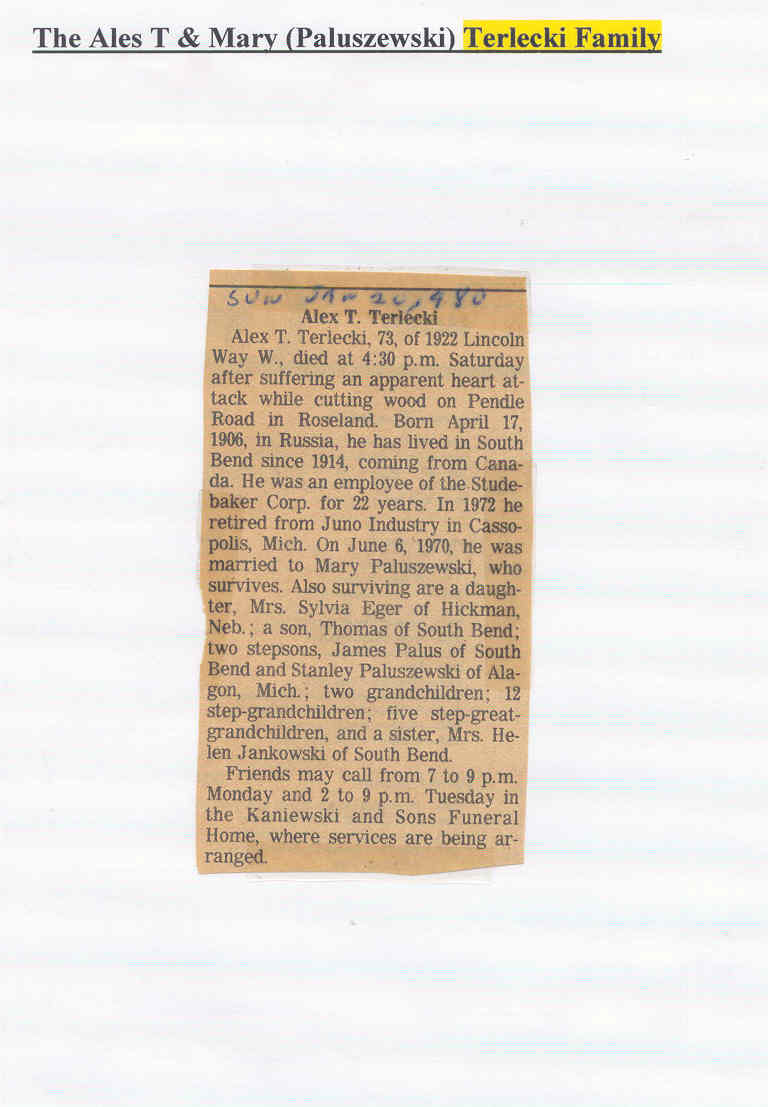 The Ales T & Mary (Paluszewski) Terlecki Family
SUN JAN 20, 980
Alex T. Terlecki
Alex T. Terlecki, 73, of 1922 Lincoln
Way W., died at 4:30 p.m. Saturday
after suffering an apparent heart at-
tack while cutting wood on Pendle
Road in Roseland. Born April 17,
1906, in Russia, he has lived in South
Bend since 1914, coming from Cana-
da. He was an employee of the Stude-
baker Corp. for 22 years. In 1972 he
retired from Juno Industry in Casso-
polis, Mich. On June 6, 1970, he was
married to Mary Paluszewski, who
survives. Also surviving are a daugh-
ter, Mrs. Sylvia Eger of Hickman,
Neb.; a son, Thomas of South Bend;
two stepsons, James Palus of South
Bend and Stanley Paluszewski of Ala-
gon, Mich.; two grandchildren; 12
step-grandchildren; five step-great-
grandchildren, and a sister, Mrs. He-
len Jankowski of South Bend.
Friends may call from 7 to 9 p.m.
Monday and 2 to 9 p.m. Tuesday in
the Kaniewski and Sons Funeral
Home, where services are being ar-
ranged.